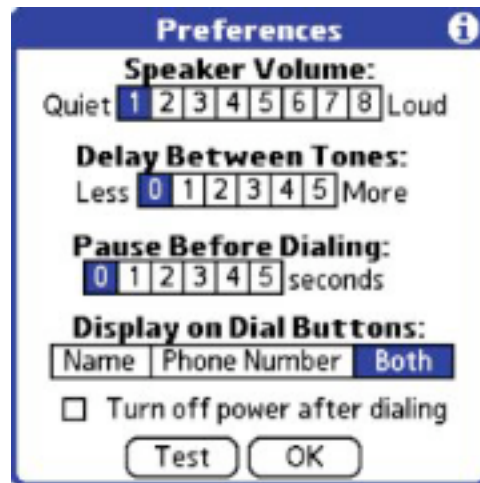 Preferences i
Speaker Volume:
Quiet 1 2 3 4 5 6 7 8 Loud
Delay Between Tones:
Less 0 1 2 3 4 5 More
Pause Before Dialing:
0 1 2 3 4 5 seconds
Display on Dial Buttons:
Name Phone Number Both
Turn off power after dialing
Test OK